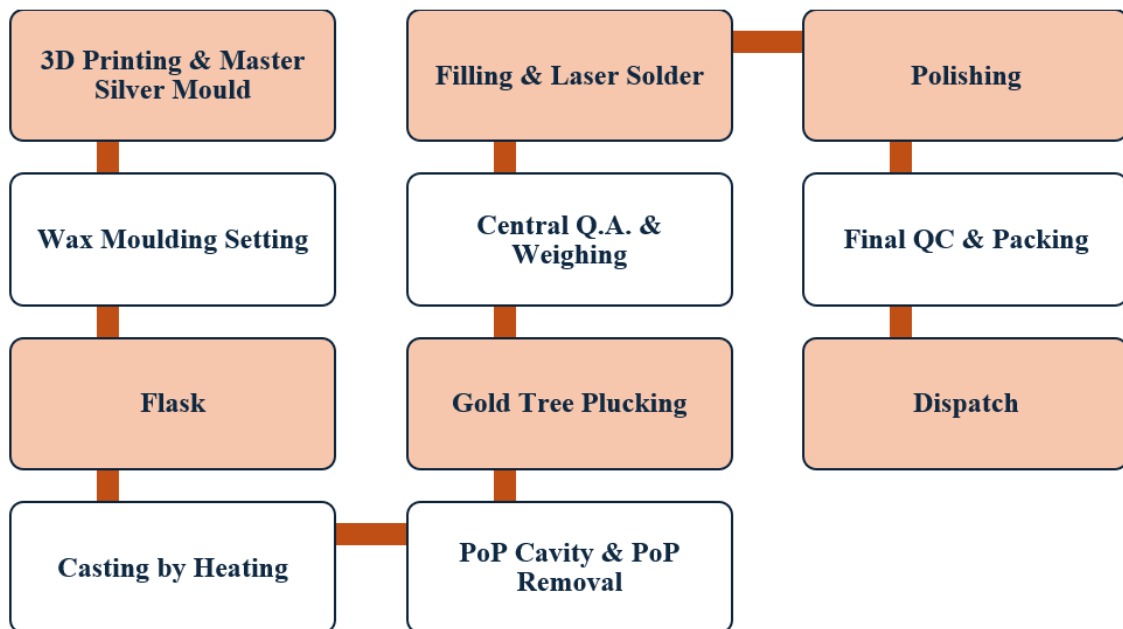 3D Printing & Master
Silver Mould
Wax Moulding Setting
Flask
Casting by Heating
PoP Cavity & PoP
Removal
Gold Tree Plucking
Central Q.A. &
Weighing
Filling & Laser Solder
Polishing
Final QC & Packing
Dispatch